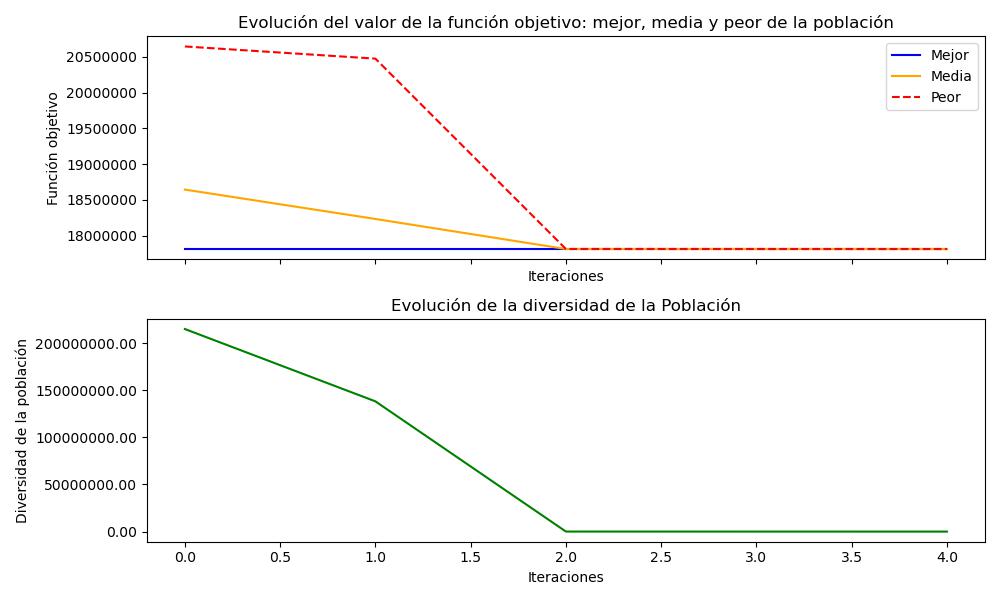 Evolución del valor de la función objetivo: mejor, media y peor de la población
Función objetivo
20500000
20000000
19500000
19000000
18500000
18000000
Mejor
Media
Peor
Iteraciones
Evolución de la diversidad de la Población
Diversidad de la población
200000000.00
150000000.00
100000000.00
50000000.00
0.00
0.0 0.5 1.0 1.5 2.0 2.5 3.0 3.5 4.0
Iteraciones